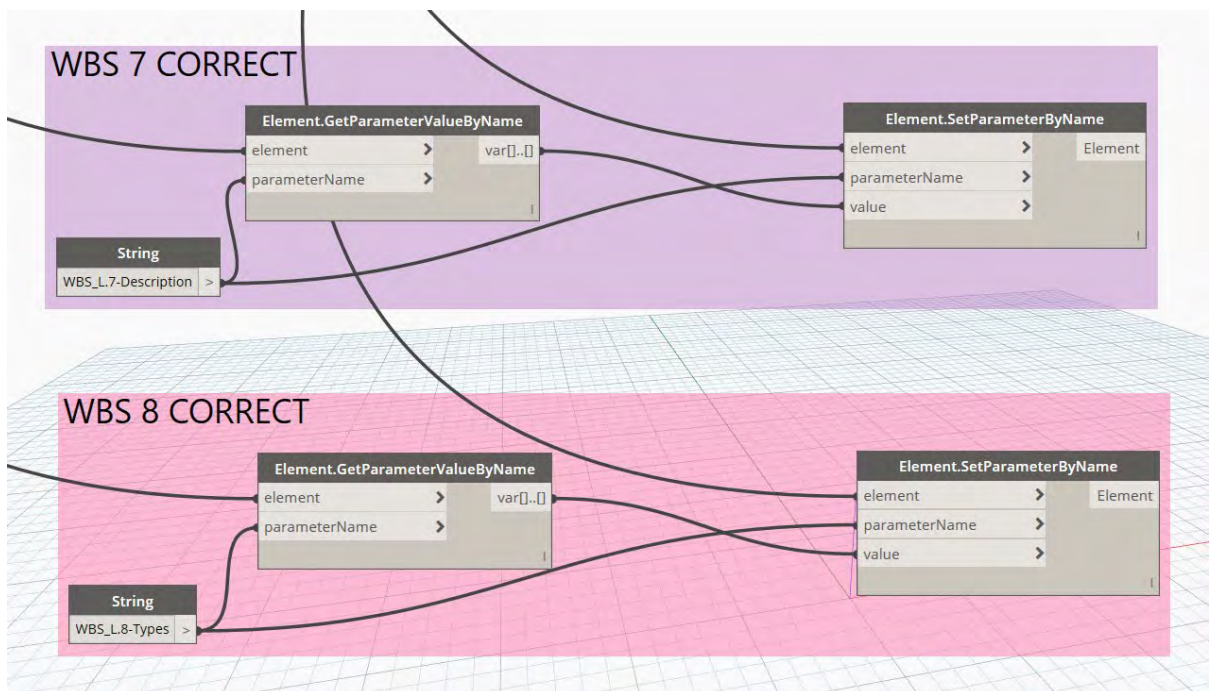 WBS 7 CORRECT
Element.GetParameterValueByName
element > var[]..[]
parameterName >
l
String
WBS_L.7-Description >
Element.SetParameterByName
element > Element
parameterName >
value >
l
WBS 8 CORRECT
Element.GetParameterValueByName
element > var[]..[]
parameterName >
l
String
WBS_L.8-Types >
Element.SetParameterByName
element > Element
parameterName >
value >
l